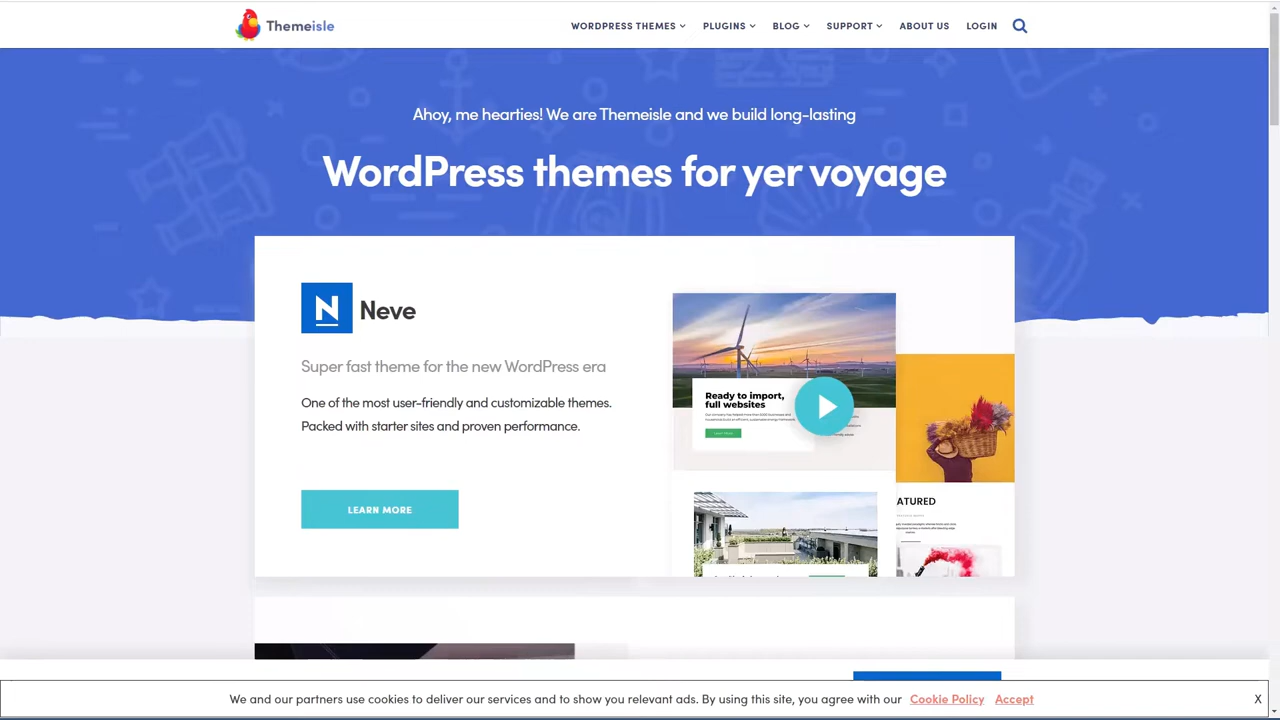 Themeisle
WORDPRESS THEMES
PLUGINS
BLOG
SUPPORT
ABOUT US
LOGIN
Ahoy, me hearties! We are Themeisle and we build long-lasting
WordPress themes for yer voyage
N Neve
Super fast theme for the new WordPress era
One of the most user-friendly and customizable themes.
Packed with starter sites and proven performance.
LEARN MORE
Ready to import,
full websites
ATURED
We and our partners use cookies to deliver our services and to show you relevant ads. By using this site, you agree with our Cookie Policy Accept X